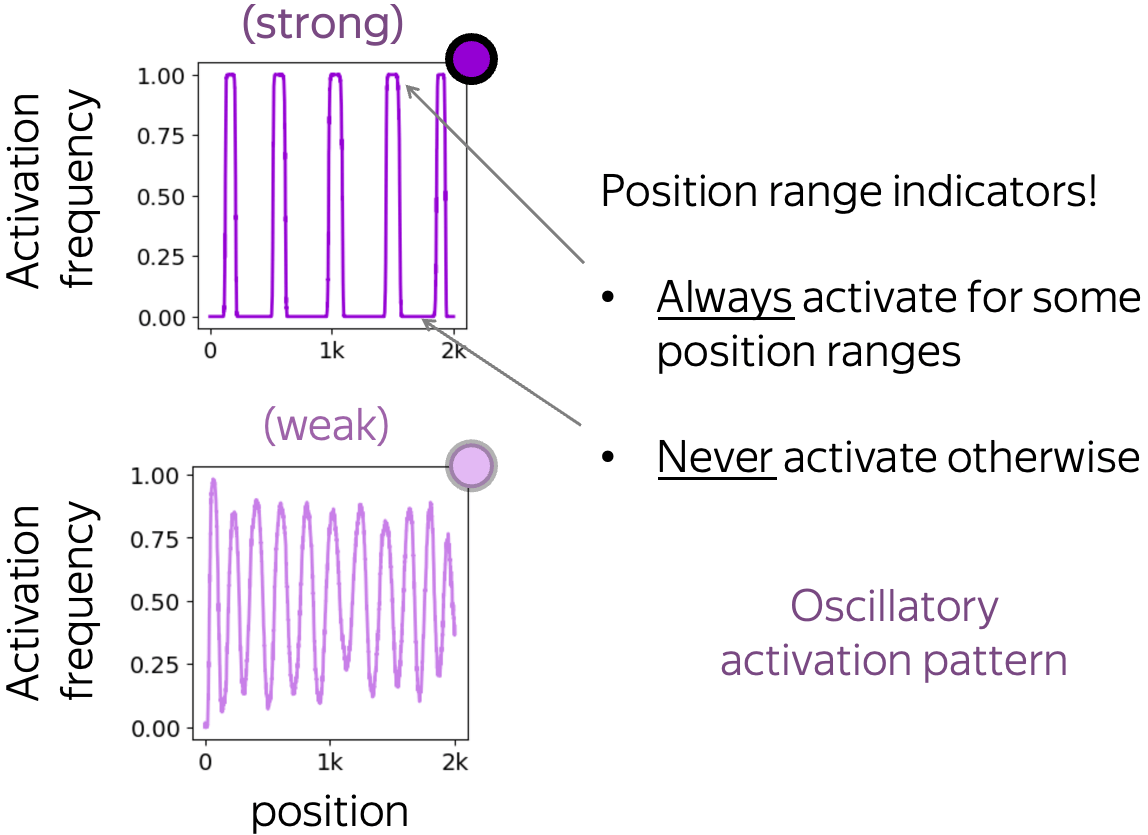 (strong)
Activation
frequency
1.00
0.75
0.50
0.25
0.00
0 1k 2k
Position range indicators!
• Always activate for some
position ranges
• Never activate otherwise
(weak)
Activation
frequency
1.00
0.75
0.50
0.25
0.00
0 1k 2k
position
Oscillatory
activation pattern